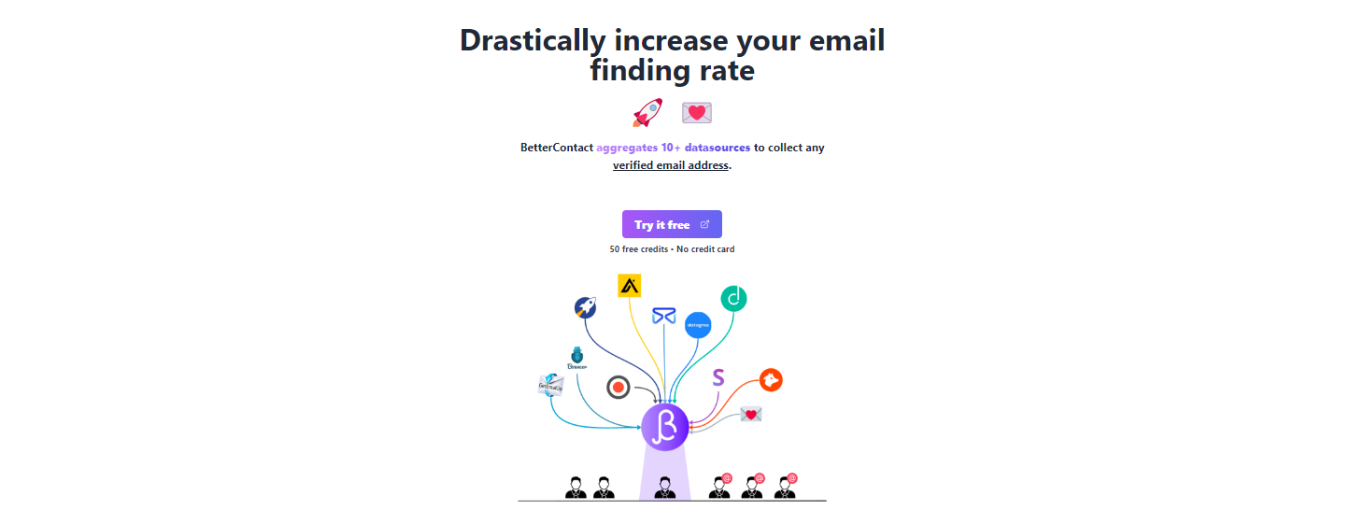 Drastically increase your email
finding rate
BetterContact aggregates 10+ datasources to collect any
verified email address.
Try it free
50 free credits • No credit card
S